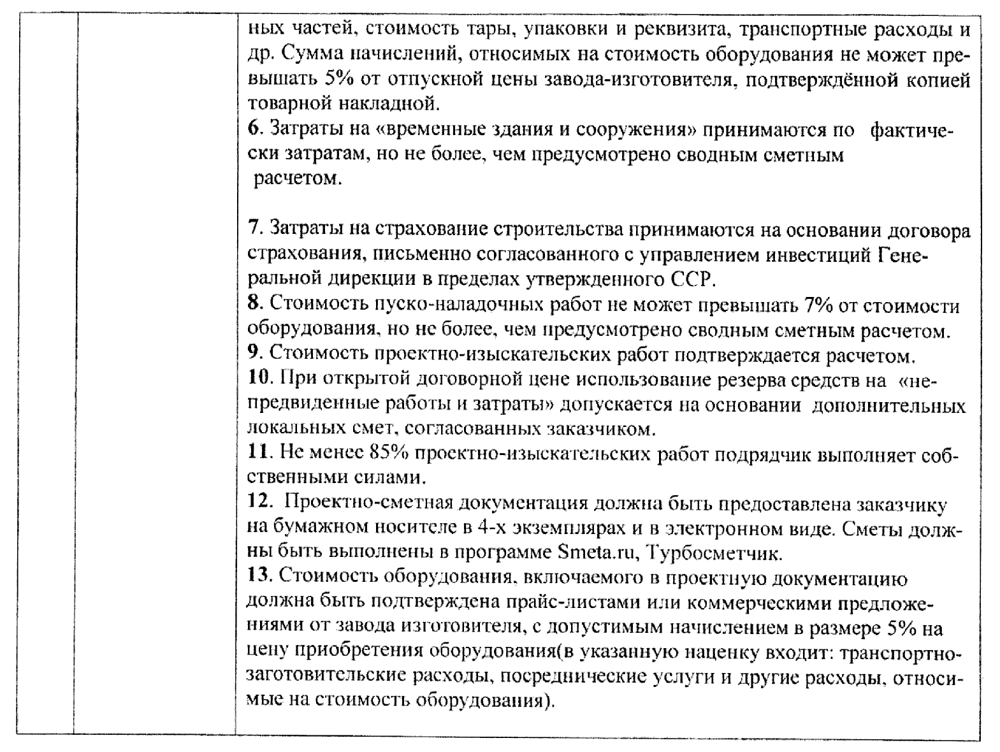 ных частей, стоимость тары, упаковки и реквизита, транспортные расходы и
др. Сумма начислений, относимых на стоимость оборудования не может пре-
вышать 5% от отпускной цены завода-изготовителя, подтверждённой копией
товарной накладной.
6. Затраты на «временные здания и сооружения» принимаются по фактиче-
ски затратам, но не более, чем предусмотрено сводным сметным
расчетом.
7. Затраты на страхование строительства принимаются на основании договора
страхования, письменно согласованного с управлением инвестиций Гене-
ральной дирекции в пределах утвержденного ССР.
8. Стоимость пуско-наладочных работ не может превышать 7% от стоимости
оборудования, но не более, чем предусмотрено сводным сметным расчетом.
9. Стоимость проектно-изыскательских работ подтверждается расчетом.
10. При открытой договорной цене использование резерва средств на «не-
предвиденные работы и затраты» допускается на основании дополнительных
локальных смет, согласованных заказчиком.
11. Не менее 85% проектно-изыскательских работ подрядчик выполняет соб-
ственными силами.
12. Проектно-сметная документация должна быть предоставлена заказчику
на бумажном носителе в 4-х экземплярах и в электронном виде. Сметы долж-
ны быть выполнены в программе Smeta.ru, Турбосметчик.
13. Стоимость оборудования, включаемого в проектную документацию
должна быть подтверждена прайс-листами или коммерческими предложе-
ниями от завода изготовителя, с допустимым начислением в размере 5% на
цену приобретения оборудования(в указанную наценку входит: транспортно-
заготовительские расходы, посреднические услуги и другие расходы, относи-
мые на стоимость оборудования).